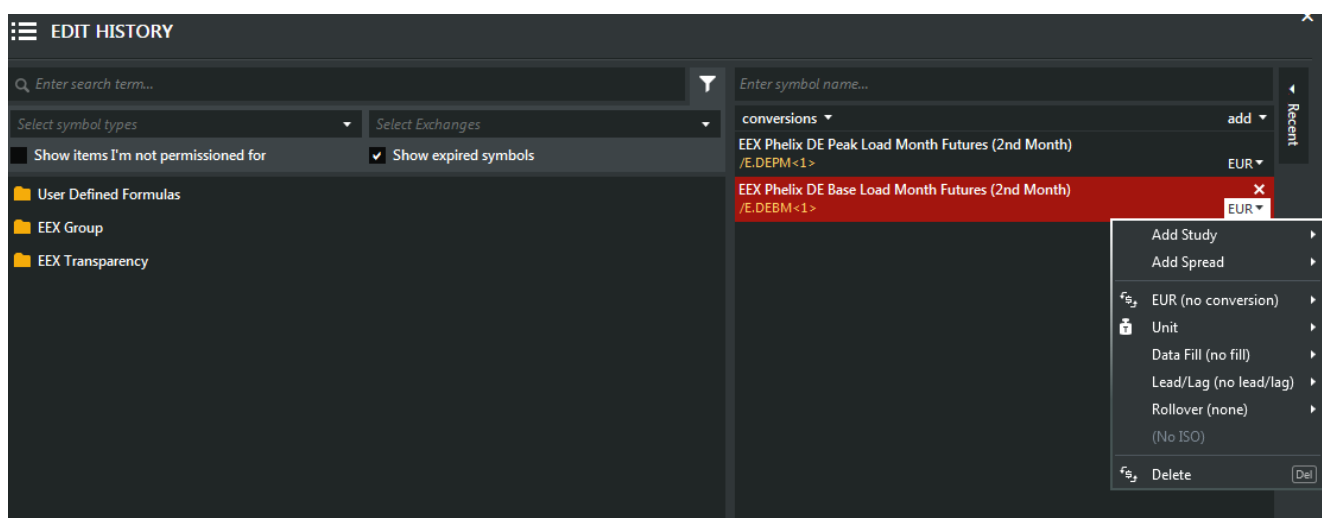 EDIT HISTORY
×
Enter search term...
Select symbol types
Select Exchanges
Show items I'm not permissioned for
Show expired symbols
User Defined Formulas
EEX Group
EEX Transparency
Enter symbol name...
conversions
add
EEX Phelix DE Peak Load Month Futures (2nd Month)
/E.DEPM<1>
EUR
EEX Phelix DE Base Load Month Futures (2nd Month)
/E.DEBM<1>
EUR
Recent
Add Study
Add Spread
EUR (no conversion)
Unit
Data Fill (no fill)
Lead/Lag (no lead/lag)
Rollover (none)
(No ISO)
Delete
Del